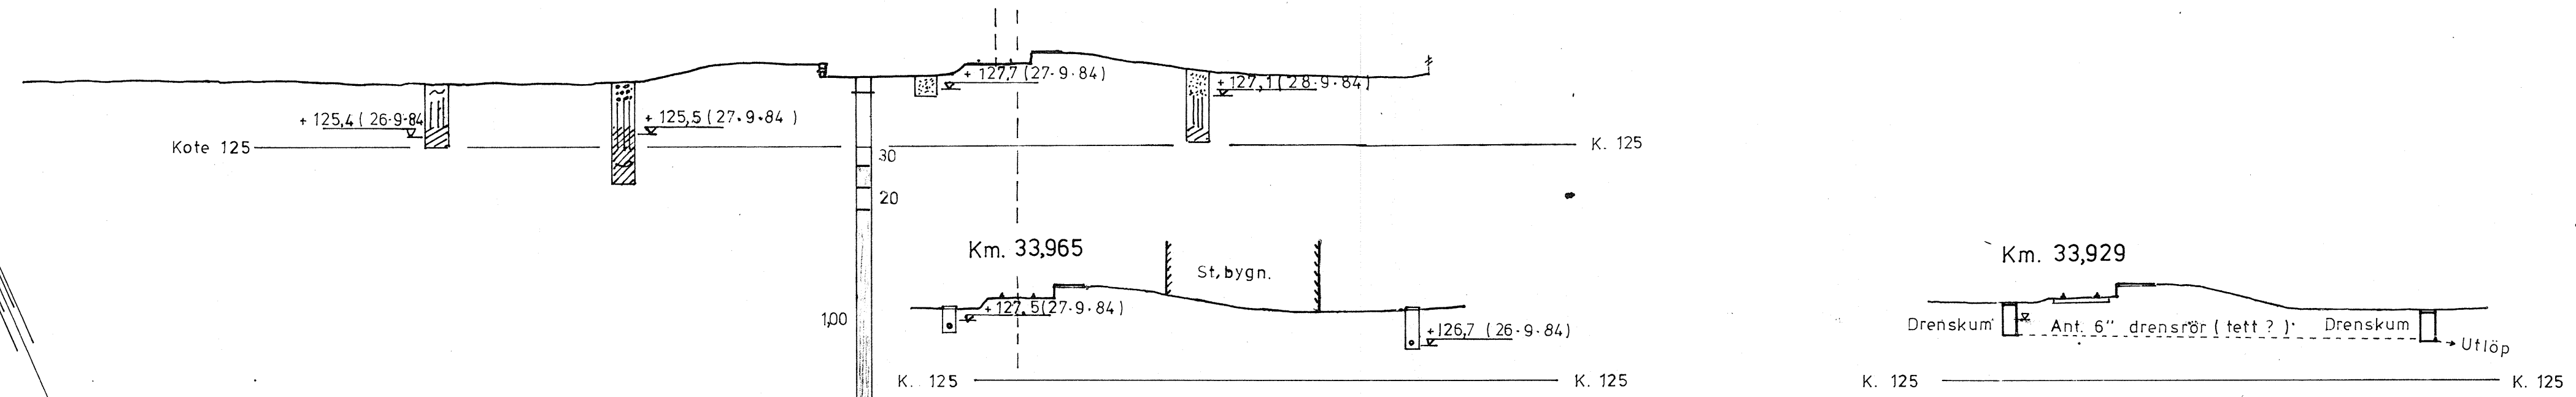 + 127,7 (27·9·84)
+ 127,1 (28·9·84)
+ 125,4 ( 26·9·84
+ 125,5 (27·9·84 )
Kote 125
K. 125
30
20
Km. 33,965
St,bygn.
+ 127,5 (27·9·84)
1,00
+126,7 (26·9·84)
K. 125
K. 125
Km. 33,929
Drenskum
Ant. 6" drensrör ( tett ? )
Drenskum
Utlöp
K. 125
K. 125